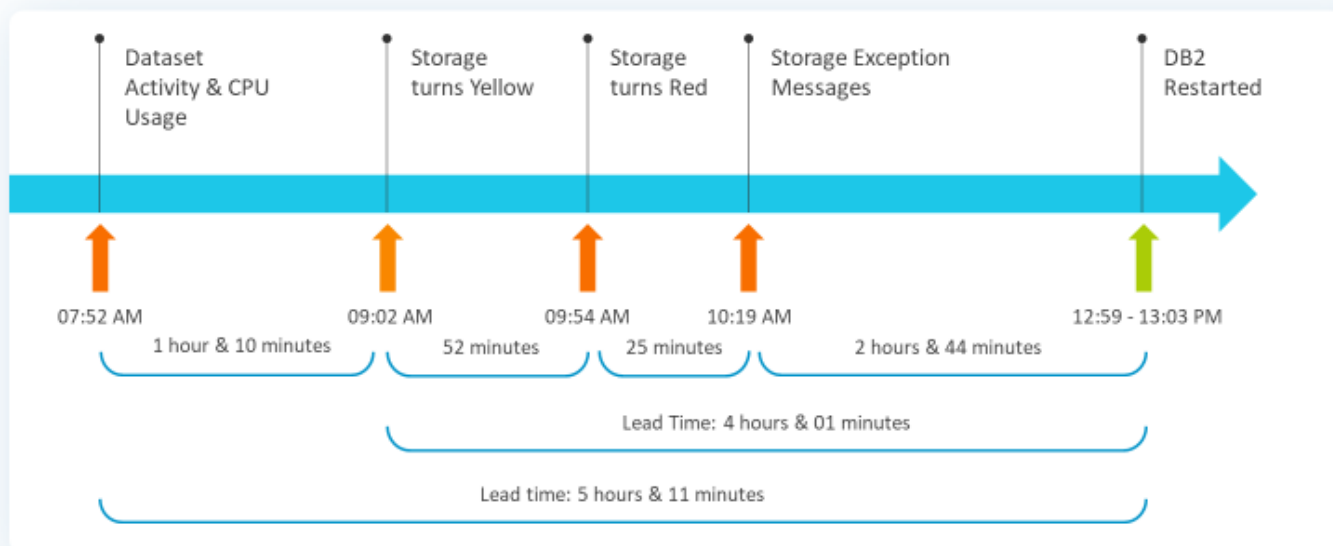 Dataset
Activity & CPU
Usage
Storage
turns Yellow
Storage
turns Red
Storage Exception
Messages
DB2
Restarted
07:52 AM
09:02 AM
09:54 AM
10:19 AM
12:59 - 13:03 PM
1 hour & 10 minutes
52 minutes
25 minutes
2 hours & 44 minutes
Lead Time: 4 hours & 01 minutes
Lead time: 5 hours & 11 minutes